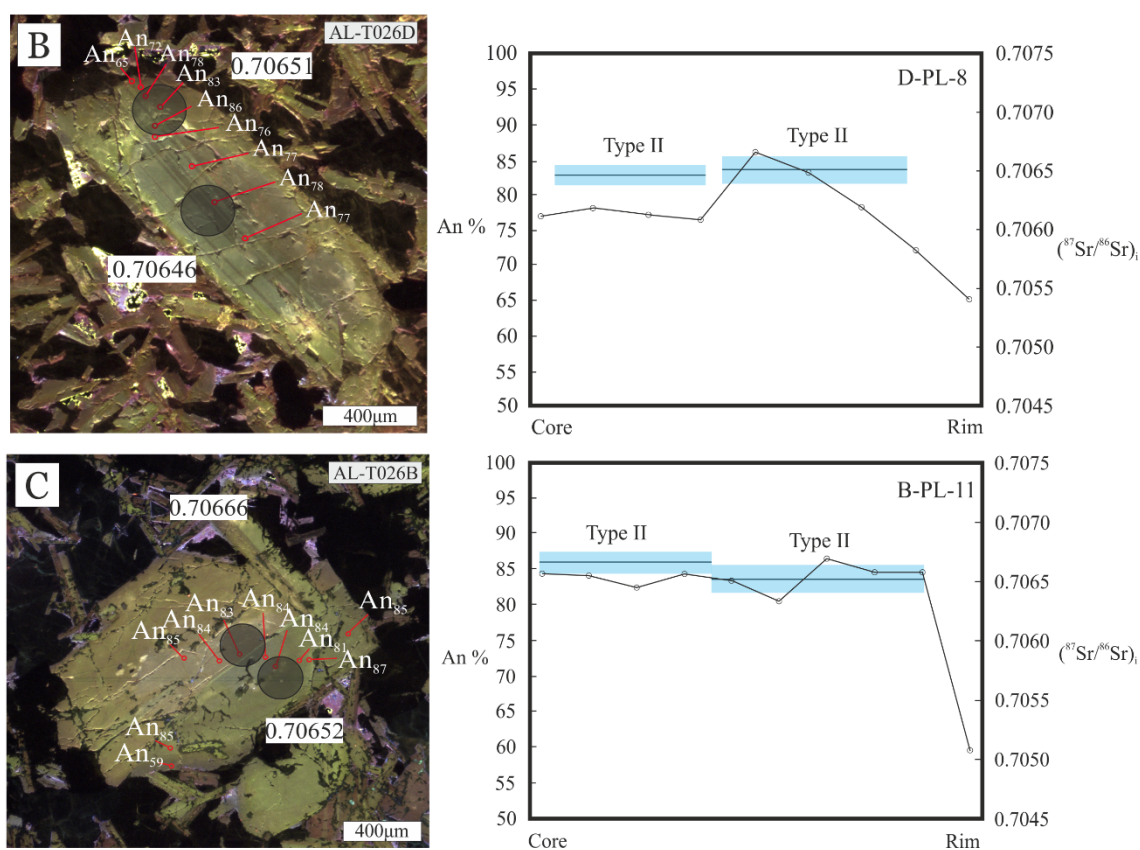 B
AL-T026D
An₇₂
An₆₅
An₇₈
0.70651
An₈₃
An₈₆
An₇₆
An₇₇
An₇₈
An₇₇
.0.70646
400μm
D-PL-8
Type II
Type II
An %
100
95
90
85
80
75
70
65
60
55
50
(⁸⁷Sr/⁸⁶Sr)ᵢ
0.7075
0.7070
0.7065
0.7060
0.7055
0.7050
0.7045
Core
Rim
C
AL-T026B
0.70666
An₈₄
An₈₃
An₈₄
An₈₅
An₈₄
An₈₅
An₈₁
An₈₇
0.70652
An₈₅
An₅₉
400μm
B-PL-11
Type II
Type II
An %
100
95
90
85
80
75
70
65
60
55
50
(⁸⁷Sr/⁸⁶Sr)ᵢ
0.7075
0.7070
0.7065
0.7060
0.7055
0.7050
0.7045
Core
Rim